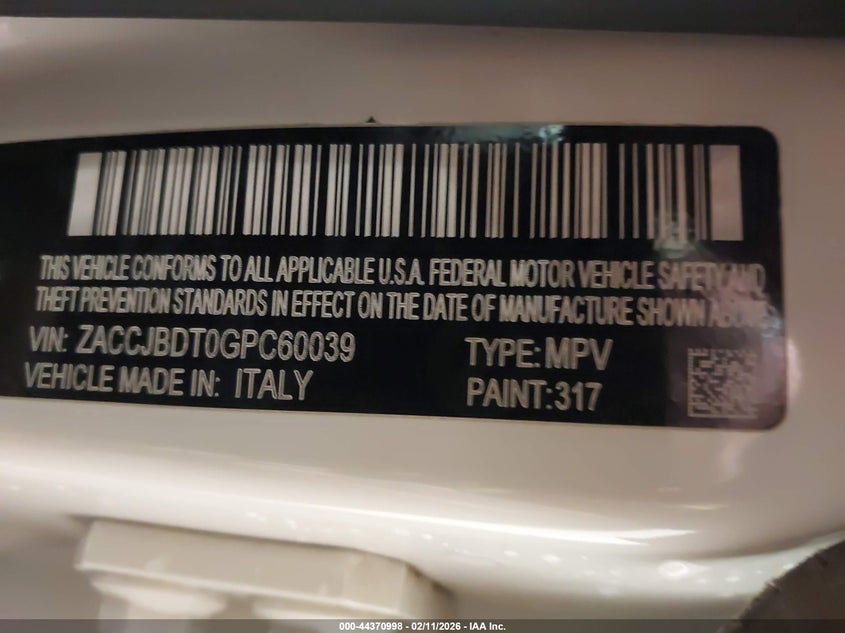 THIS VEHICLE CONFORMS TO ALL APPLICABLE U.S.A. FEDERAL MOTOR VEHICLE SAFETY AND
THEFT PREVENTION STANDARDS IN EFFECT ON THE DATE OF MANUFACTURE SHOWN ABOVE.
VIN: ZACCJBDT0GPC60039 TYPE: MPV
VEHICLE MADE IN: ITALY PAINT: 317
000-44370998 - 02/11/2026 - IAA Inc.